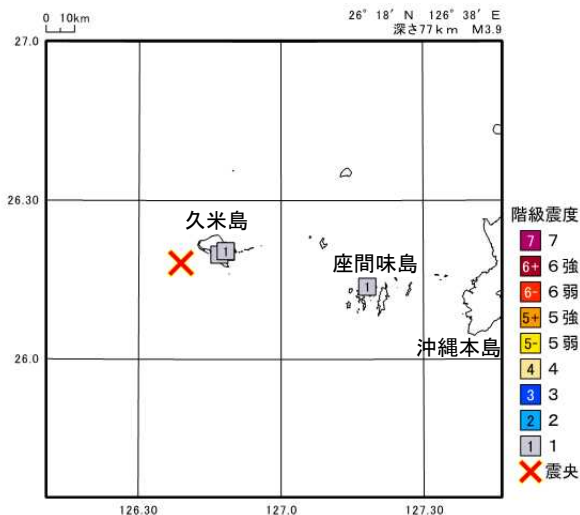 0 10km
26° 18′ N 126° 38′ E
深さ77km M3.9
27.0
26.30
26.0
久米島
1
座間味島
1
沖縄本島
126.30
127.0
127.30
階級震度
7 7
6+ 6強
6- 6弱
5+ 5強
5- 5弱
4 4
3 3
2 2
1 1
震央